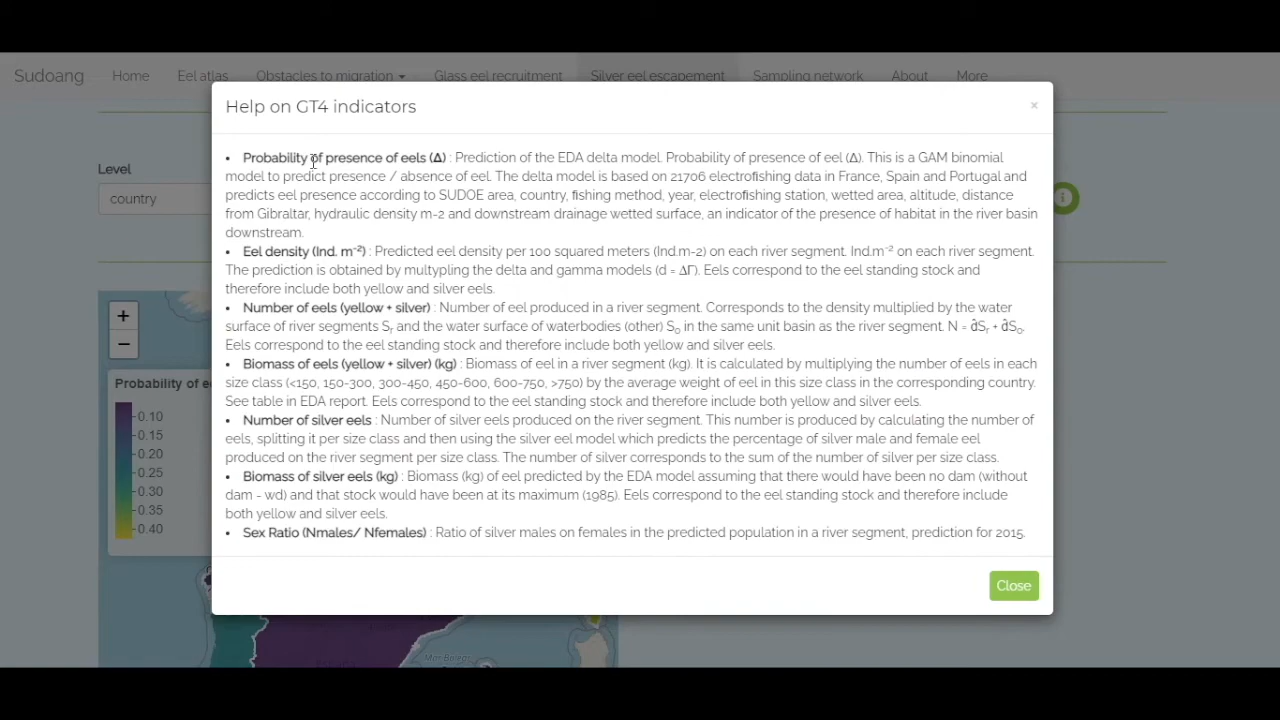 Sudoang Home Eel atlas Obstacles to migration Glass eel recruitment Silver eel escapement Sampling network About More
Help on GT4 indicators ×
Level
country
• Probability of presence of eels (Δ) : Prediction of the EDA delta model. Probability of presence of eel (Δ). This is a GAM binomial
model to predict presence / absence of eel. The delta model is based on 21706 electrofishing data in France, Spain and Portugal and
predicts eel presence according to SUDOE area, country, fishing method, year, electrofishing station, wetted area, altitude, distance
from Gibraltar, hydraulic density m-2 and downstream drainage wetted surface, an indicator of the presence of habitat in the river basin
downstream.
• Eel density (Ind. m⁻²) : Predicted eel density per 100 squared meters (Ind.m-2) on each river segment. Ind.m⁻² on each river segment.
The prediction is obtained by multypling the delta and gamma models (d = ΔΓ). Eels correspond to the eel standing stock and
therefore include both yellow and silver eels.
• Number of eels (yellow + silver) : Number of eel produced in a river segment. Corresponds to the density multiplied by the water
surface of river segments Sᵣ and the water surface of waterbodies (other) Sₒ in the same unit basin as the river segment. N = d̂Sᵣ + d̂Sₒ.
Eels correspond to the eel standing stock and therefore include both yellow and silver eels.
• Biomass of eels (yellow + silver) (kg) : Biomass of eel in a river segment (kg). It is calculated by multiplying the number of eels in each
size class (<150, 150-300, 300-450, 450-600, 600-750, >750) by the average weight of eel in this size class in the corresponding country.
See table in EDA report. Eels correspond to the eel standing stock and therefore include both yellow and silver eels.
• Number of silver eels : Number of silver eels produced on the river segment. This number is produced by calculating the number of
eels, splitting it per size class and then using the silver eel model which predicts the percentage of silver male and female eel
produced on the river segment per size class. The number of silver corresponds to the sum of the number of silver per size class.
• Biomass of silver eels (kg) : Biomass (kg) of eel predicted by the EDA model assuming that there would have been no dam (without
dam - wd) and that stock would have been at its maximum (1985). Eels correspond to the eel standing stock and therefore include
both yellow and silver eels.
• Sex Ratio (Nmales/ Nfemales) : Ratio of silver males on females in the predicted population in a river segment, prediction for 2015.
Close
+
−
Probability of e
0.10
0.15
0.20
0.25
0.30
0.35
0.40